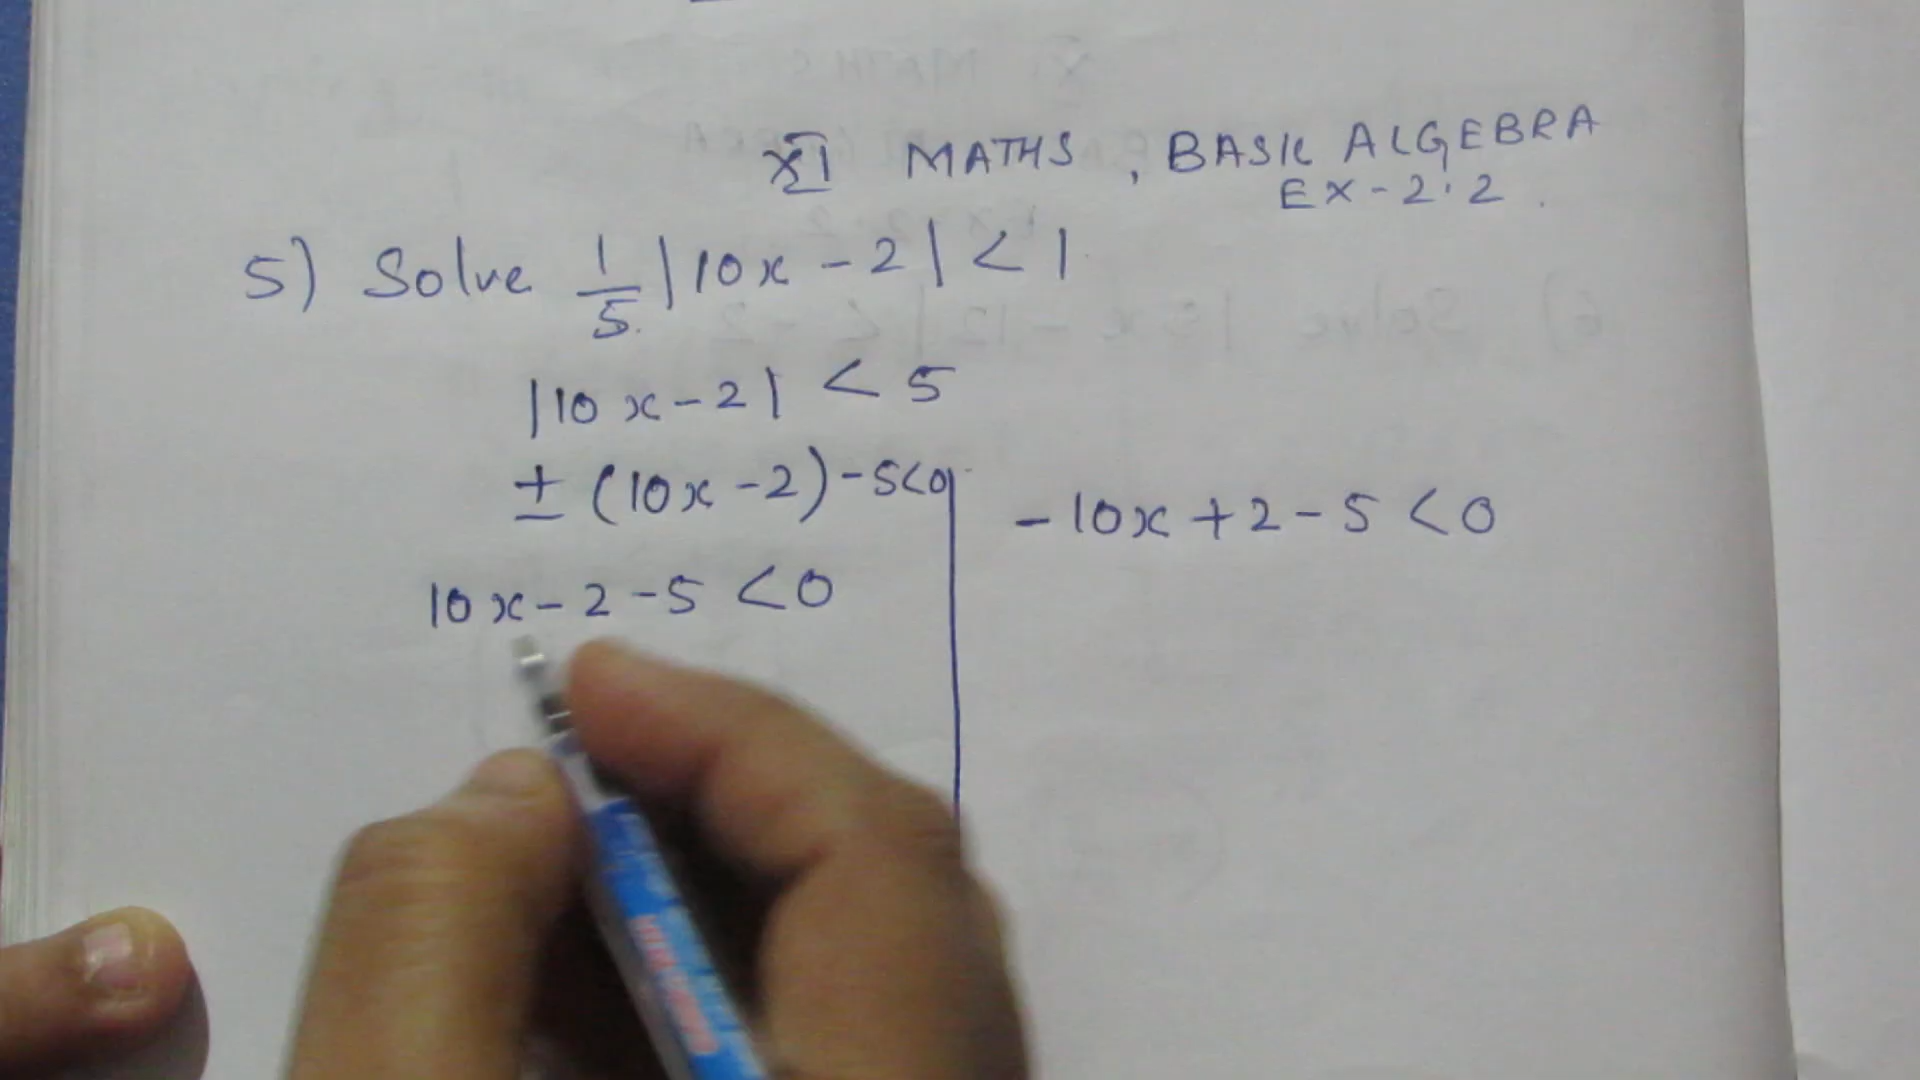 XI MATHS, BASIC ALGEBRA
EX-2.2.
5) Solve 1/5 |10x - 2| < 1
|10x - 2| < 5
± (10x - 2) - 5 < 0
-10x + 2 - 5 < 0
10x - 2 - 5 < 0